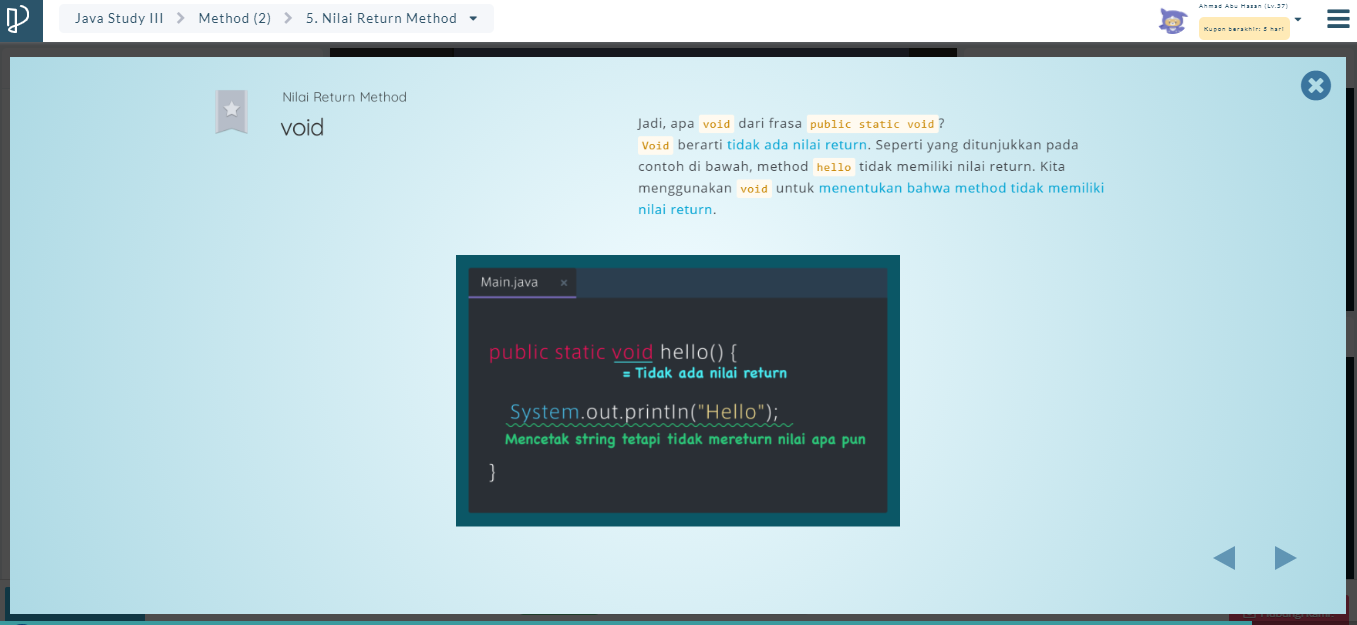 Java Study III
Method (2)
5. Nilai Return Method
Ahmad Abu Hasan (Lv.37)
Kupon berakhir: 5 hari
Nilai Return Method
void
Jadi, apa void dari frasa public static void?
Void berarti tidak ada nilai return. Seperti yang ditunjukkan pada
contoh di bawah, method hello tidak memiliki nilai return. Kita
menggunakan void untuk menentukan bahwa method tidak memiliki
nilai return.
Main.java ×
public static void hello() {
= Tidak ada nilai return
System.out.println("Hello");
Mencetak string tetapi tidak mereturn nilai apa pun
}